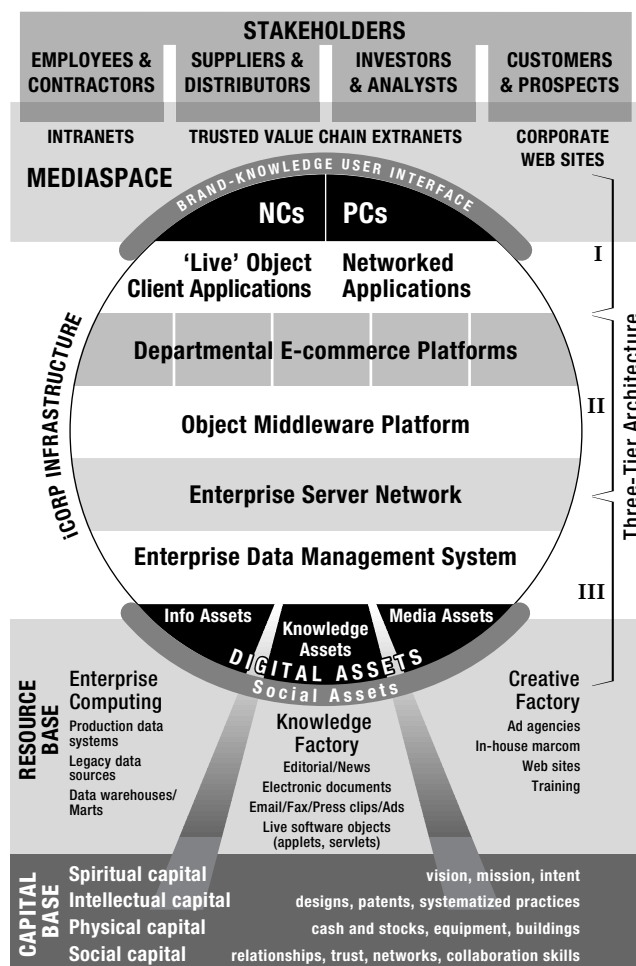 STAKEHOLDERS
EMPLOYEES &
CONTRACTORS
SUPPLIERS &
DISTRIBUTORS
INVESTORS
& ANALYSTS
CUSTOMERS
& PROSPECTS
INTRANETS
TRUSTED VALUE CHAIN EXTRANETS
CORPORATE
WEB SITES
MEDIASPACE
BRAND-KNOWLEDGE USER INTERFACE
NCs
PCs
'Live' Object
Client Applications
Networked
Applications
I
Departmental E-commerce Platforms
iCORP INFRASTRUCTURE
Three-Tier Architecture
II
Object Middleware Platform
Enterprise Server Network
Enterprise Data Management System
III
Info Assets
Knowledge
Assets
Media Assets
DIGITAL ASSETS
Social Assets
RESOURCE
BASE
Enterprise
Computing
Production data
systems
Legacy data
sources
Data warehouses/
Marts
Knowledge
Factory
Editorial/News
Electronic documents
Email/Fax/Press clips/Ads
Live software objects
(applets, servlets)
Creative
Factory
Ad agencies
In-house marcom
Web sites
Training
CAPITAL
BASE
Spiritual capital
vision, mission, intent
Intellectual capital
designs, patents, systematized practices
Physical capital
cash and stocks, equipment, buildings
Social capital
relationships, trust, networks, collaboration skills